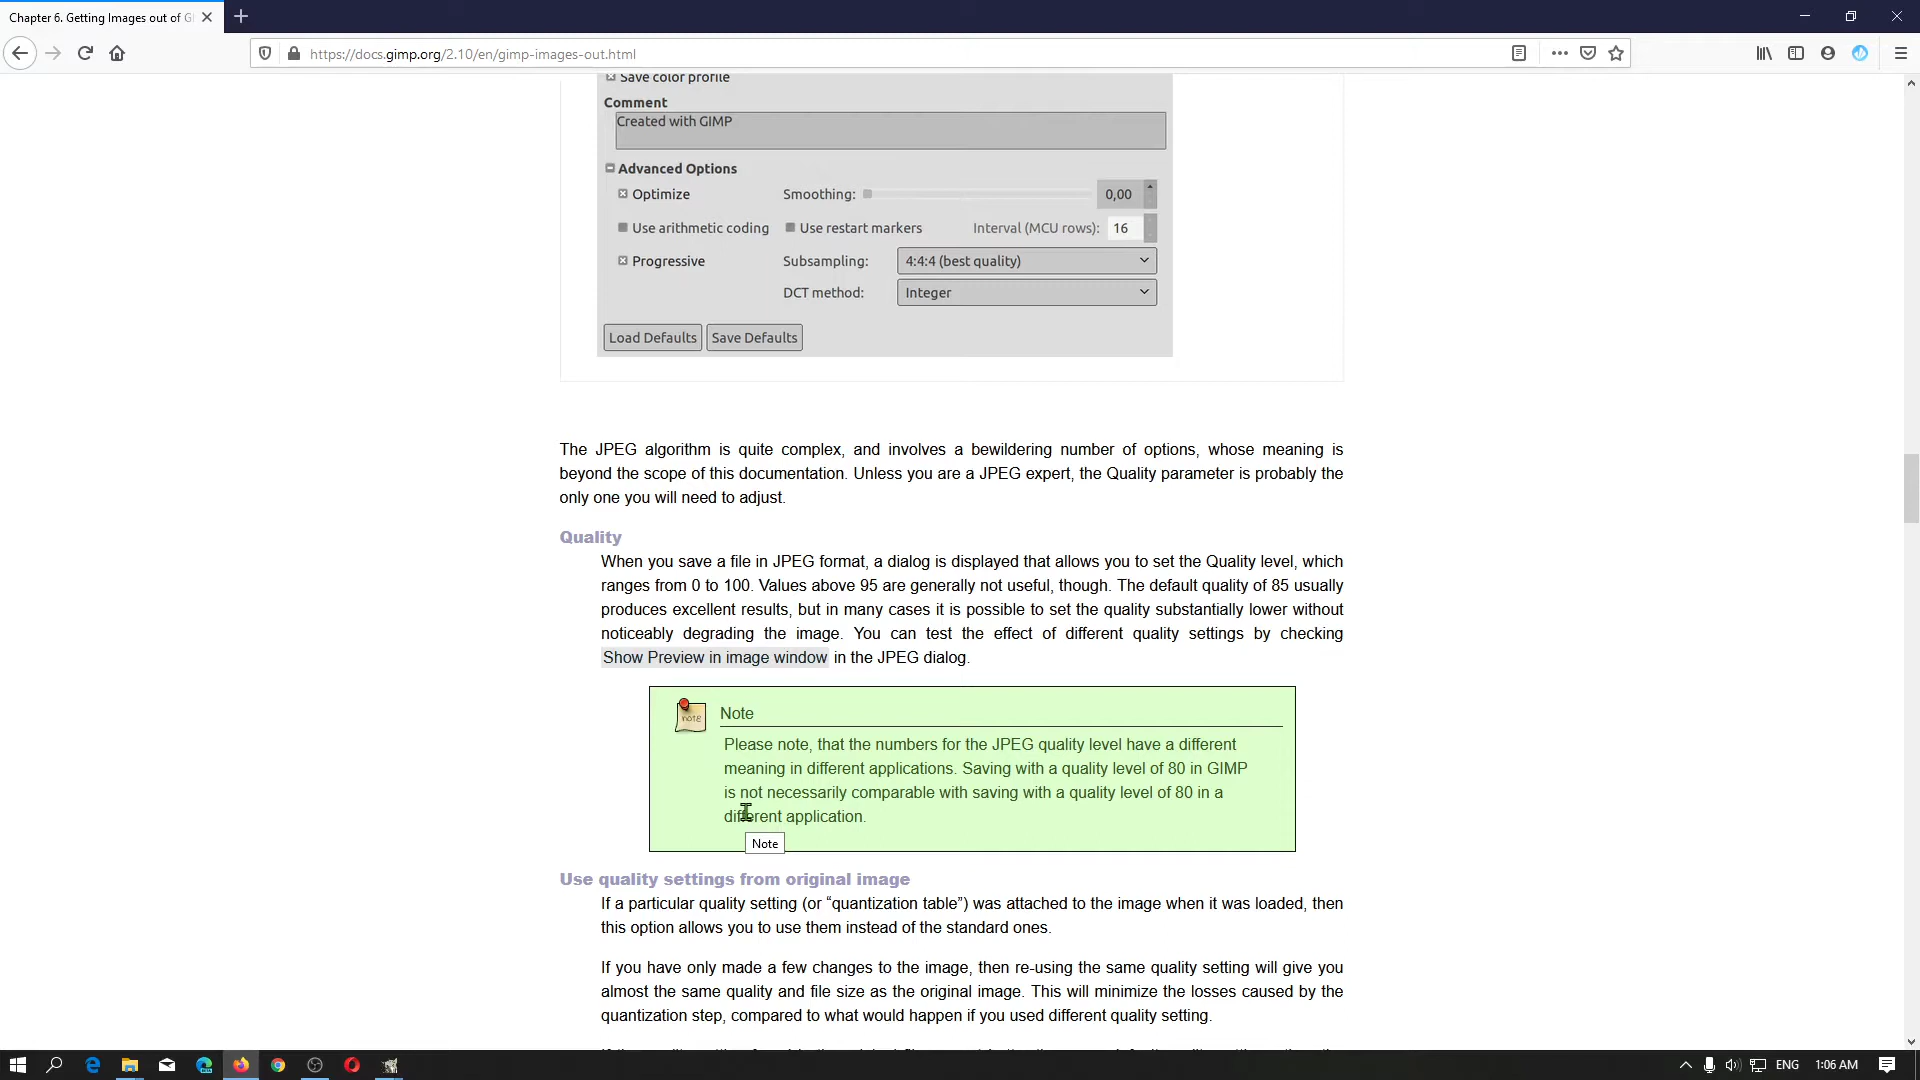 Chapter 6. Getting Images out of G
https://docs.gimp.org/2.10/en/gimp-images-out.html
Save color profile
Comment
Created with GIMP
Advanced Options
Optimize Smoothing: 0,00
Use arithmetic coding Use restart markers Interval (MCU rows): 16
Progressive Subsampling: 4:4:4 (best quality)
DCT method: Integer
Load Defaults Save Defaults
The JPEG algorithm is quite complex, and involves a bewildering number of options, whose meaning is
beyond the scope of this documentation. Unless you are a JPEG expert, the Quality parameter is probably the
only one you will need to adjust.
Quality
When you save a file in JPEG format, a dialog is displayed that allows you to set the Quality level, which
ranges from 0 to 100. Values above 95 are generally not useful, though. The default quality of 85 usually
produces excellent results, but in many cases it is possible to set the quality substantially lower without
noticeably degrading the image. You can test the effect of different quality settings by checking
Show Preview in image window in the JPEG dialog.
note
Note
Please note, that the numbers for the JPEG quality level have a different
meaning in different applications. Saving with a quality level of 80 in GIMP
is not necessarily comparable with saving with a quality level of 80 in a
different application.
Note
Use quality settings from original image
If a particular quality setting (or “quantization table”) was attached to the image when it was loaded, then
this option allows you to use them instead of the standard ones.
If you have only made a few changes to the image, then re-using the same quality setting will give you
almost the same quality and file size as the original image. This will minimize the losses caused by the
quantization step, compared to what would happen if you used different quality setting.
ENG 1:06 AM